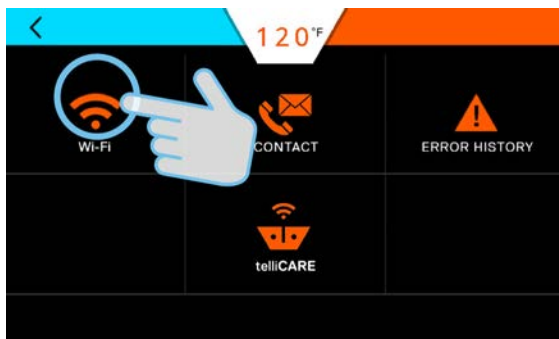 120°F
Wi-Fi
CONTACT
ERROR HISTORY
telliCARE